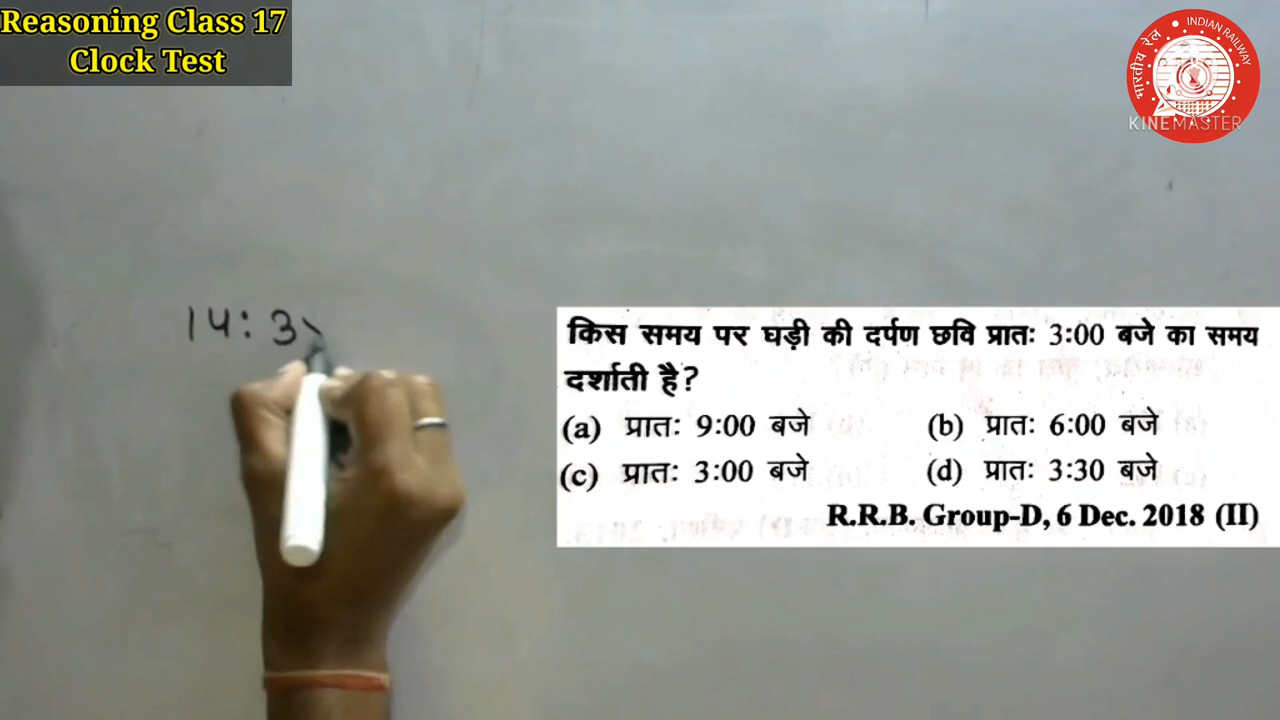 Reasoning Class 17
Clock Test
भारतीय रेल
INDIAN RAILWAY
KINEMASTER
14: 3
किस समय पर घड़ी की दर्पण छवि प्रातः 3:00 बजे का समय
दर्शाती है?
(a) प्रातः 9:00 बजे (b) प्रातः 6:00 बजे
(c) प्रातः 3:00 बजे (d) प्रातः 3:30 बजे
R.R.B. Group-D, 6 Dec. 2018 (II)